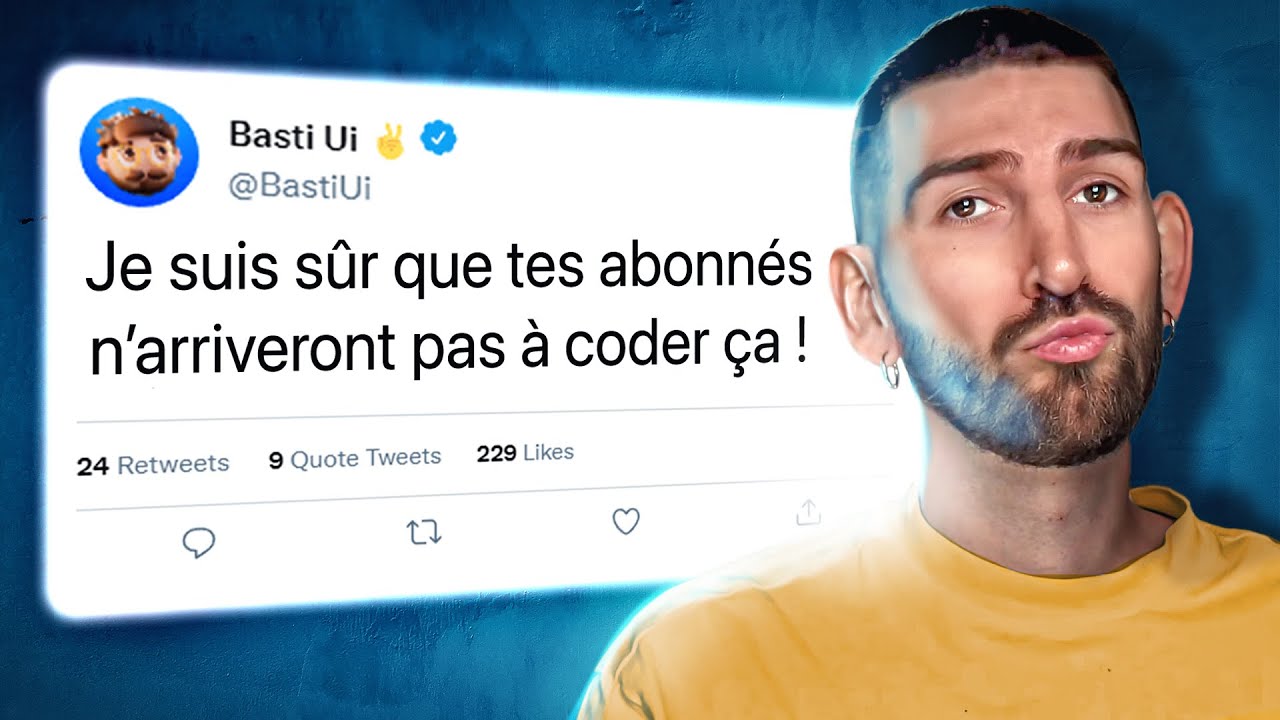 Basti Ui ✌️
@BastiUi
Je suis sûr que tes abonnés
n’arriveront pas à coder ça !
24 Retweets 9 Quote Tweets 229 Likes